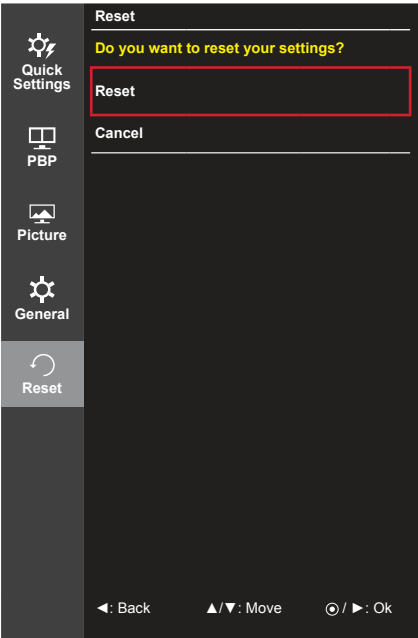 Reset
Do you want to reset your settings?
Reset
Cancel
Quick
Settings
PBP
Picture
General
Reset
◄: Back ▲/▼: Move ⦿ / ►: Ok